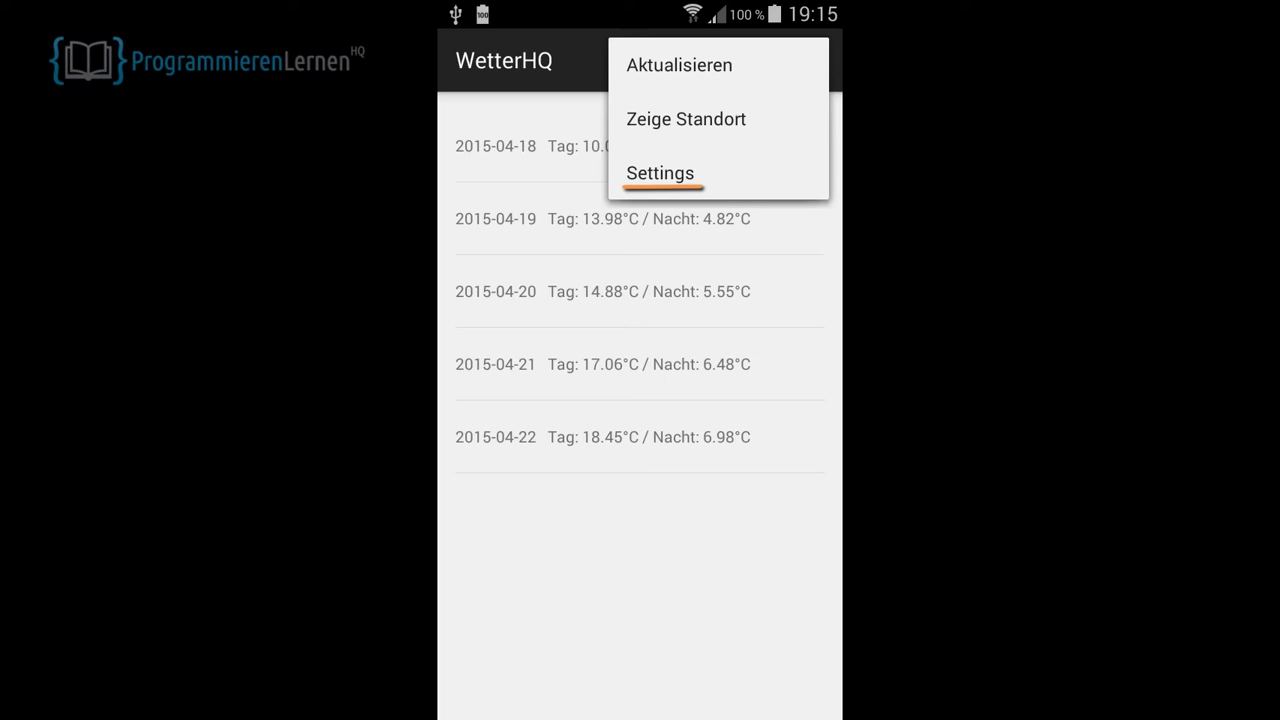 100 100 % 19:15
ProgrammierenLernen HQ
WetterHQ
Aktualisieren
Zeige Standort
Settings
2015-04-18 Tag: 10.
2015-04-19 Tag: 13.98°C / Nacht: 4.82°C
2015-04-20 Tag: 14.88°C / Nacht: 5.55°C
2015-04-21 Tag: 17.06°C / Nacht: 6.48°C
2015-04-22 Tag: 18.45°C / Nacht: 6.98°C